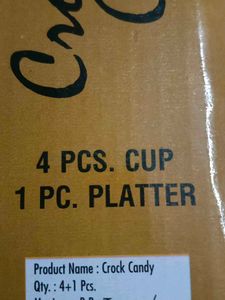 4 PCS. CUP
1 PC. PLATTER
Product Name : Crock Candy
Qty. : 4+1 Pcs.